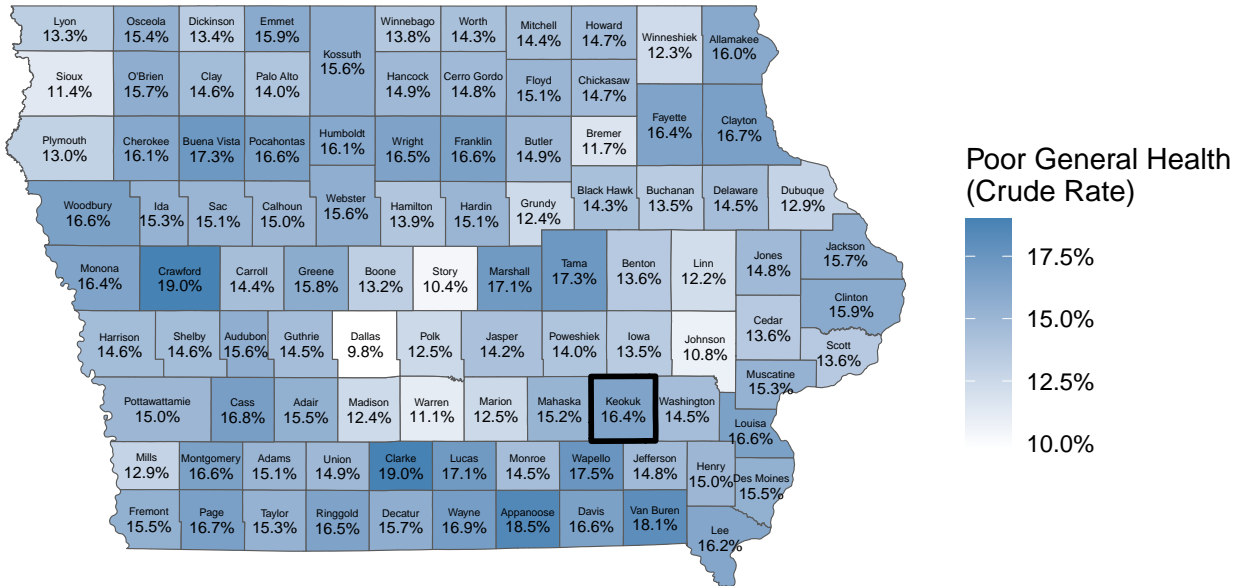 Lyon
13.3%
Osceola
15.4%
Dickinson
13.4%
Emmet
15.9%
Kossuth
15.6%
Winnebago
13.8%
Worth
14.3%
Mitchell
14.4%
Howard
14.7%
Winneshiek
12.3%
Allamakee
16.0%
Sioux
11.4%
O'Brien
15.7%
Clay
14.6%
Palo Alto
14.0%
Hancock
14.9%
Cerro Gordo
14.8%
Floyd
15.1%
Chickasaw
14.7%
Fayette
16.4%
Clayton
16.7%
Plymouth
13.0%
Cherokee
16.1%
Buena Vista
17.3%
Pocahontas
16.6%
Humboldt
16.1%
Wright
16.5%
Franklin
16.6%
Butler
14.9%
Bremer
11.7%
Woodbury
16.6%
Ida
15.3%
Sac
15.1%
Calhoun
15.0%
Webster
15.6%
Hamilton
13.9%
Hardin
15.1%
Grundy
12.4%
Black Hawk
14.3%
Buchanan
13.5%
Delaware
14.5%
Dubuque
12.9%
Monona
16.4%
Crawford
19.0%
Carroll
14.4%
Greene
15.8%
Boone
13.2%
Story
10.4%
Marshall
17.1%
Tama
17.3%
Benton
13.6%
Linn
12.2%
Jones
14.8%
Jackson
15.7%
Clinton
15.9%
Harrison
14.6%
Shelby
14.6%
Audubon
15.6%
Guthrie
14.5%
Dallas
9.8%
Polk
12.5%
Jasper
14.2%
Poweshiek
14.0%
Iowa
13.5%
Johnson
10.8%
Cedar
13.6%
Scott
13.6%
Muscatine
15.3%
Pottawattamie
15.0%
Cass
16.8%
Adair
15.5%
Madison
12.4%
Warren
11.1%
Marion
12.5%
Mahaska
15.2%
Keokuk
16.4%
Washington
14.5%
Louisa
16.6%
Mills
12.9%
Montgomery
16.6%
Adams
15.1%
Union
14.9%
Clarke
19.0%
Lucas
17.1%
Monroe
14.5%
Wapello
17.5%
Jefferson
14.8%
Henry
15.0%
Des Moines
15.5%
Fremont
15.5%
Page
16.7%
Taylor
15.3%
Ringgold
16.5%
Decatur
15.7%
Wayne
16.9%
Appanoose
18.5%
Davis
16.6%
Van Buren
18.1%
Lee
16.2%
Poor General Health
(Crude Rate)
17.5%
15.0%
12.5%
10.0%